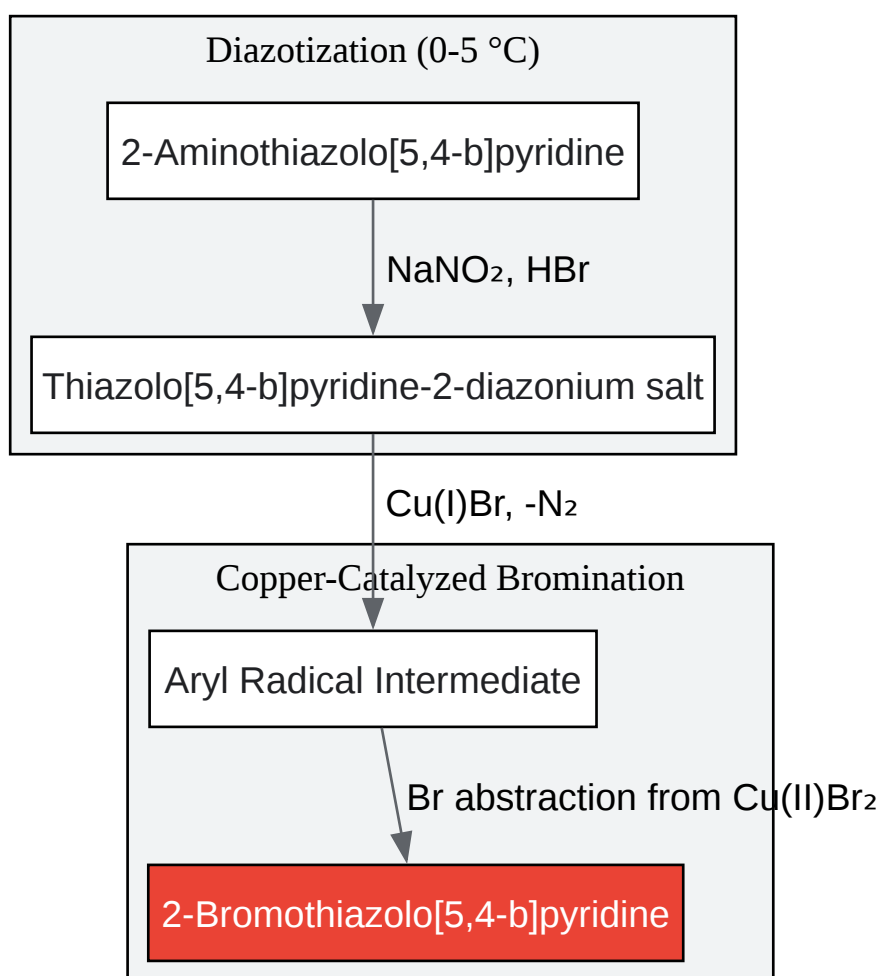 Diazotization (0-5 °C)
2-Aminothiazolo[5,4-b]pyridine
NaNO₂, HBr
Thiazolo[5,4-b]pyridine-2-diazonium salt
Cu(I)Br, -N₂
Copper-Catalyzed Bromination
Aryl Radical Intermediate
Br abstraction from Cu(II)Br₂
2-Bromothiazolo[5,4-b]pyridine